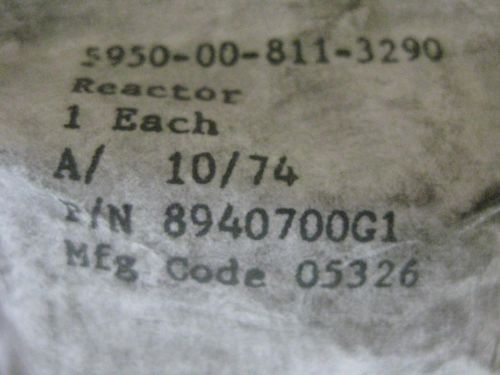 5950-00-811-3290
Reactor
1 Each
A/ 10/74
P/N 8940700G1
Mfg Code 05326